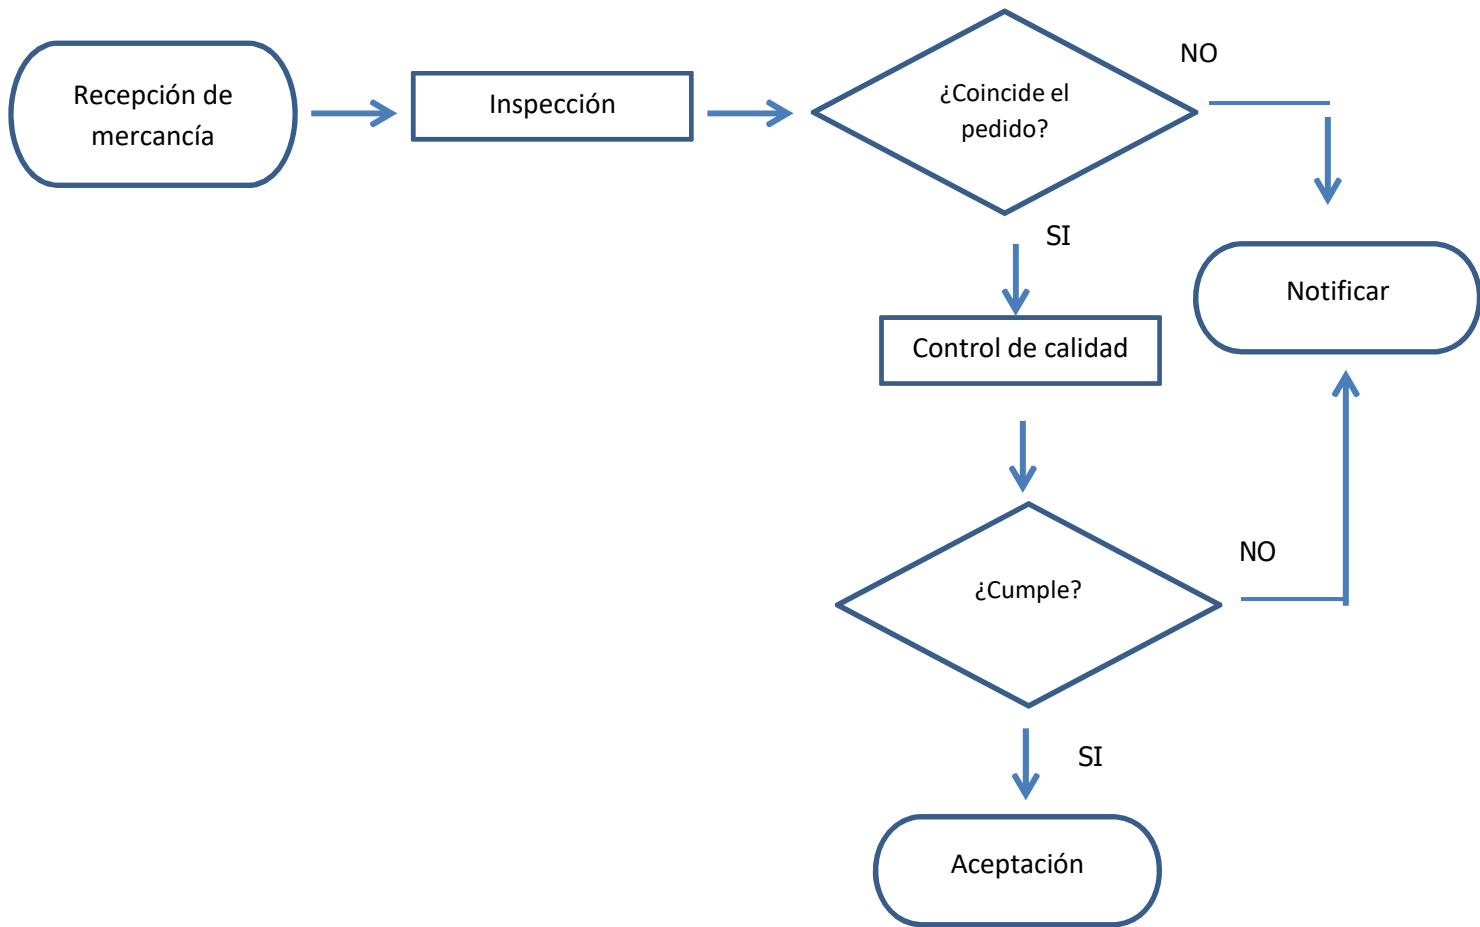 Recepción de
mercancía
Inspección
¿Coincide el
pedido?
NO
SI
Notificar
Control de calidad
¿Cumple?
NO
SI
Aceptación